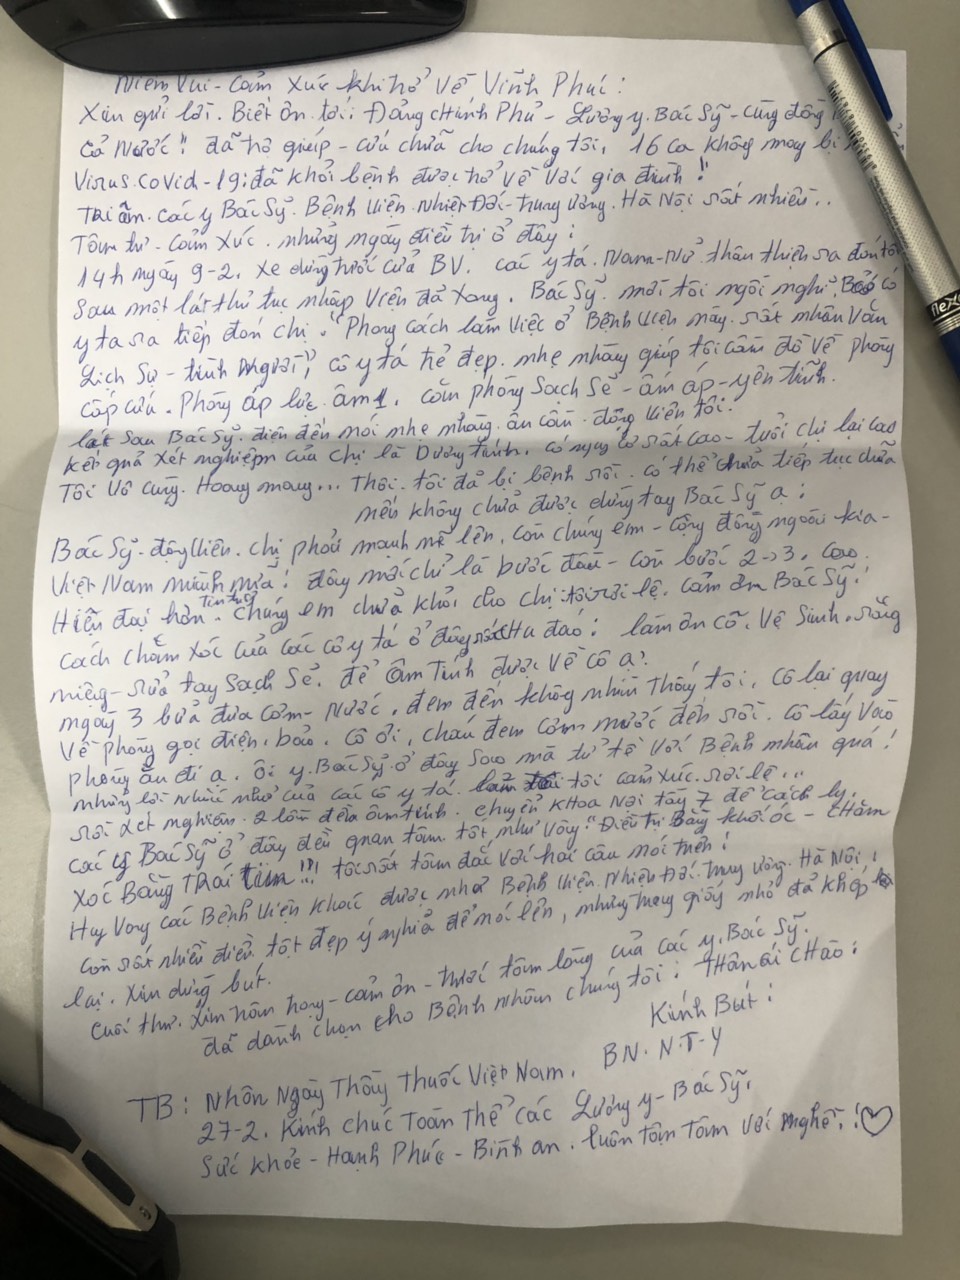 Niềm Vui - Cảm Xúc khi trở về Vĩnh Phúc:
Xin gửi lời. Biết ơn. tới: Đảng chính Phủ - Lương y. Bác Sỹ - cùng đồng
cả Nước!! đã trợ giúp - cứu chữa cho chúng tôi, 16 ca không may bị
Virus.covid-19: đã khỏi bệnh được trở về với gia đình!!
Tri ân. các y Bác Sỹ. Bệnh Viện. Nhiệt Đới - Trung ương. Hà Nội rất nhiều..
Tâm tư - cảm xúc. những ngày điều trị ở đây:
14h ngày 9-2. xe dừng trước cửa BV. các y tá. Nam - Nữ. thân thiện ra đón tôi
Sau một lát thủ tục nhập viện đã xong. Bác Sỹ. mời tôi ngồi nghỉ. có
y tá ra tiếp đón chị. "Phong cách làm việc ở Bệnh viện này. rất nhân văn
Lịch Sự - tình người", cô y tá trẻ đẹp. nhẹ nhàng giúp tôi cầm đồ về phòng
cấp cứu. Phòng áp lực âm 1. căn phòng Sạch Sẽ - ấm áp - yên tĩnh.
lát sau Bác Sỹ. điện đến nói nhẹ nhàng. ân cần. động viên tôi:
kết quả xét nghiệm của chị là Dương tính. có nguy cơ rất cao - tuổi chị lại cao
Tôi vô cùng. Hoang mang... Thôi. tôi đã bị bệnh rồi. có thể chữa tiếp tục chữa
nếu không chữa được dừng tay Bác Sỹ ạ:
Bác Sỹ - động viên. chị phải mạnh mẽ lên, còn chúng em - cộng đồng ngoài kia -
Việt Nam mình nữa! đây mới chỉ là bước đầu - còn bước 2->3. cao.
Hiện đại hơn. tin tưởng chúng em chữa khỏi cho chị. tôi rơi lệ. cảm ơn Bác Sỹ!
cách chăm xóc của các cô y tá ở đây rất chu đáo: làm ơn cô. vệ sinh. răng
miệng - rửa tay sạch Sẽ. để âm Tính được về cô ạ.
ngày 3 bữa đưa cơm - nước. đem đến không nhìn thấy tôi, cô lại quay
về phòng gọi điện. bảo. cô ơi, cháu đem cơm nước đến rồi. cô lấy vào
phòng ăn đi ạ. ôi y. Bác Sỹ ở đây Sao mà tử tế với Bệnh nhân quá!
những lời nhắc nhở của các cô y tá. làm tôi cảm xúc. rơi lệ...
rồi xét nghiệm. 2 lần đều âm tính. chuyển KHoa Nội tầng 7 để cách ly.
các y Bác Sỹ ở đây đều quan tâm tốt như vậy. "Điều Trị Bằng khối óc - chăm
xóc Bằng TRái tim"!!! tôi rất tâm đắc với hai câu nói trên!
Hy Vọng các Bệnh Viện khác được như Bệnh Viện. Nhiệt Đới. Trung ương. Hà Nội!
còn rất nhiều điều tốt đẹp ý nghĩa để nói lên, nhưng trang giấy nhỏ đã khép
lại. Xin dừng bút.
cuối thư. Xin trân trọng - cảm ơn - trước tấm lòng của các y. Bác Sỹ.
đã dành chọn cho Bệnh nhân chúng tôi: THân ái chào:
Kính Bút:
BN. N.T-Y
TB: Nhân Ngày Thầy thuốc Việt Nam.
27-2. Kính chúc Toàn Thể các Lương y - Bác Sỹ.
Sức khỏe - Hạnh Phúc - Bình an. luôn tận Tâm với nghề.!
flex